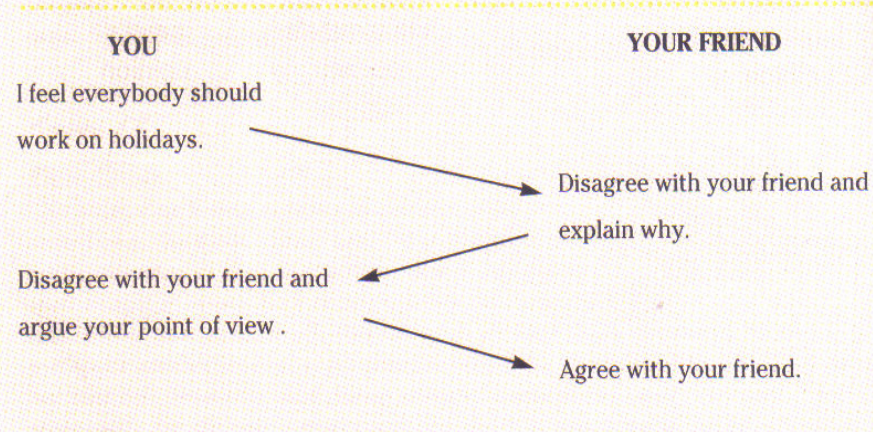 YOU
YOUR FRIEND
I feel everybody should
work on holidays.
Disagree with your friend and
explain why.
Disagree with your friend and
argue your point of view .
Agree with your friend.